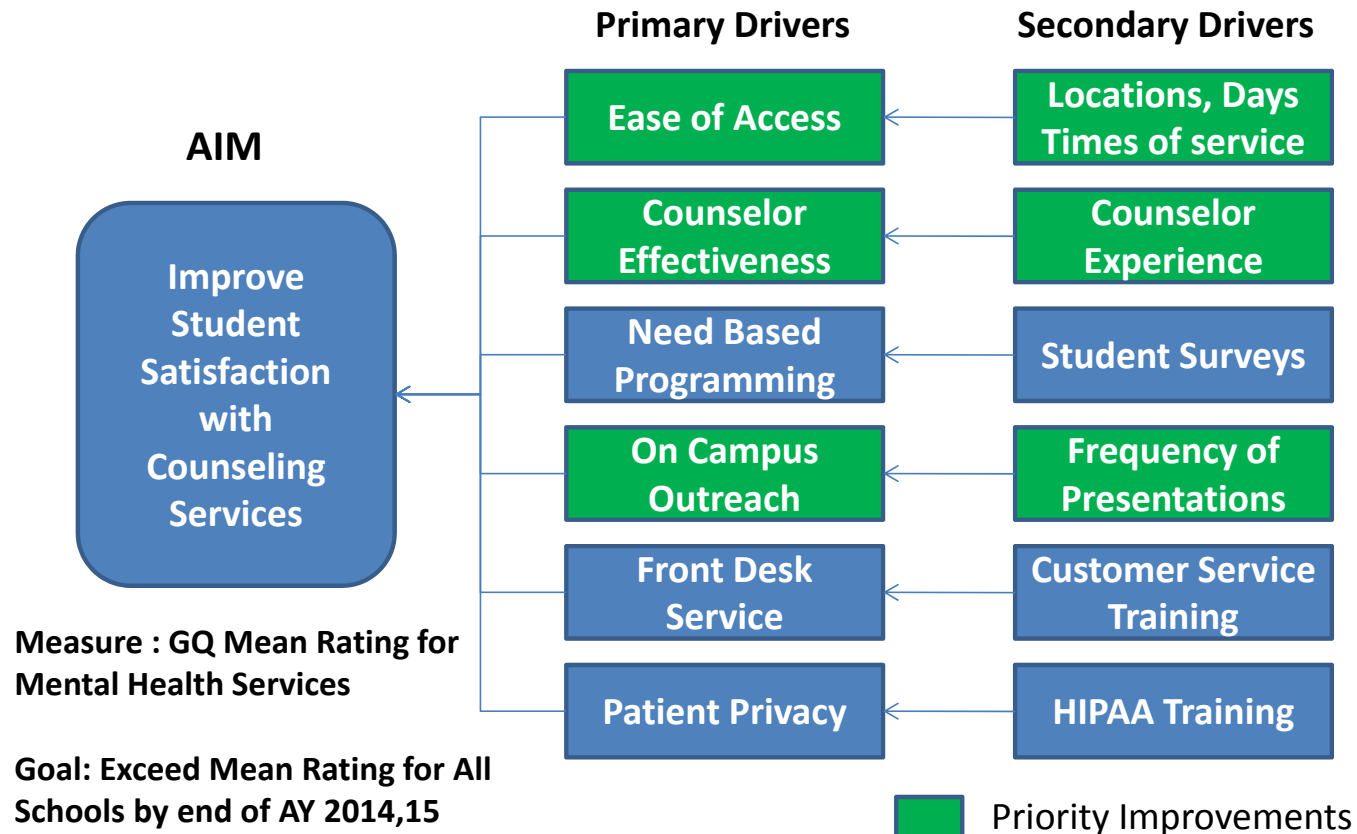 Primary Drivers
Secondary Drivers
AIM
Improve
Student
Satisfaction
with
Counseling
Services
Ease of Access
Locations, Days
Times of service
Counselor
Effectiveness
Counselor
Experience
Need Based
Programming
Student Surveys
On Campus
Outreach
Frequency of
Presentations
Front Desk
Service
Customer Service
Training
Patient Privacy
HIPAA Training
Measure : GQ Mean Rating for
Mental Health Services
Goal: Exceed Mean Rating for All
Schools by end of AY 2014,15
Priority Improvements